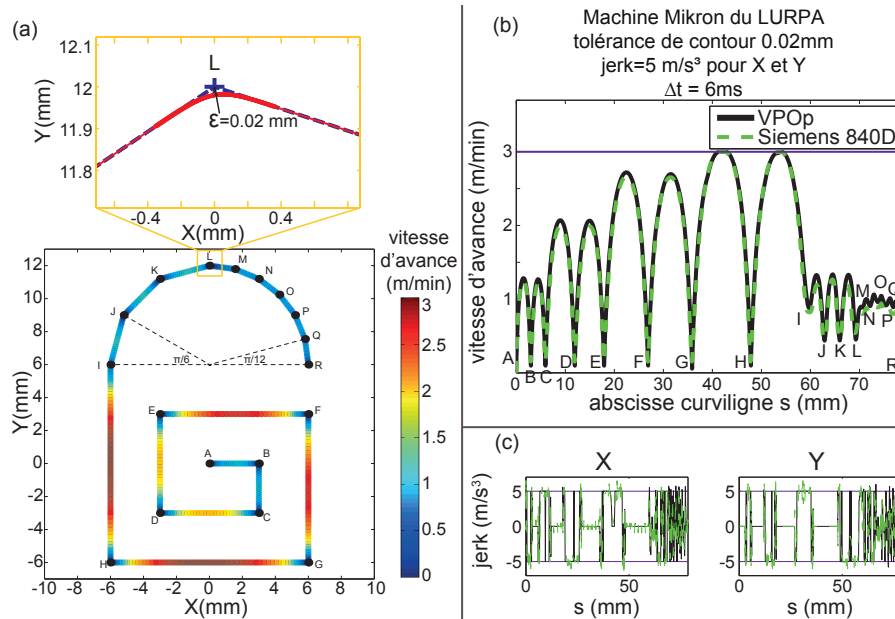 (a)
12.1
12
11.9
11.8
Y(mm)
L
ε=0.02 mm
-0.4
0
0.4
X(mm)
vitesse
d'avance
(m/min)
3
2.5
2
1.5
1
0.5
0
12
10
8
6
4
2
0
-2
-4
-6
Y(mm)
L
M
K
N
O
J
P
Q
π/6
π/12
I
R
E
F
A
B
D
C
H
G
-10
-8
-6
-4
-2
0
2
4
6
8
10
X(mm)
(b)
Machine Mikron du LURPA
tolérance de contour 0.02mm
jerk=5 m/s³ pour X et Y
Δt = 6ms
VPOp
Siemens 840D
vitesse d'avance (m/min)
3
2
1
A
B
C
D
E
F
G
H
I
J
K
L
M
N
O
P
Q
R
0
10
20
30
40
50
60
70
abscisse curviligne s (mm)
(c)
X
Y
jerk (m/s³)
5
0
-5
5
0
-5
0
50
0
50
s (mm)
s (mm)